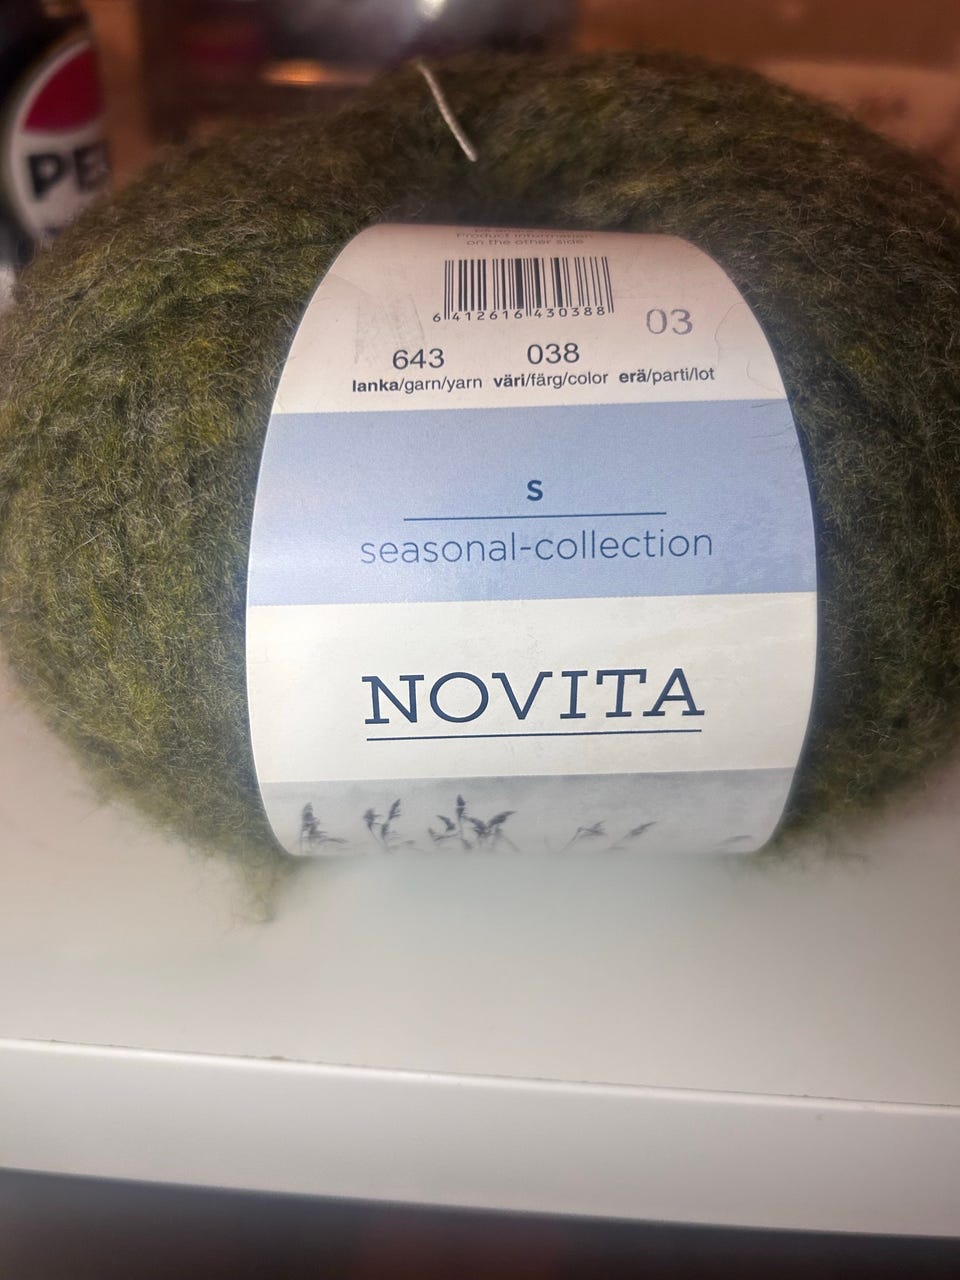 PE
Product information
on the other side
6 412616 430388
03
643 038
lanka/garn/yarn väri/färg/color erä/parti/lot
s
seasonal-collection
NOVITA